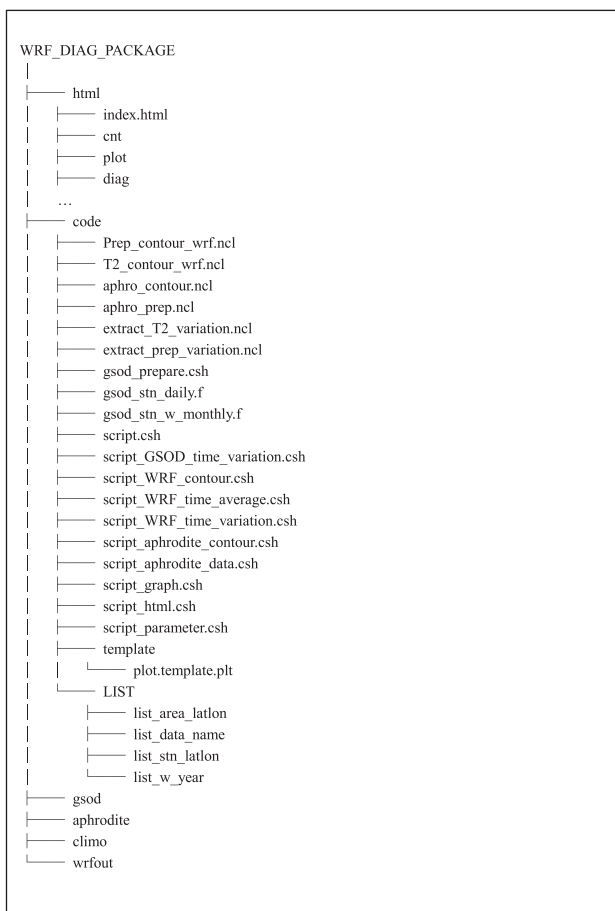 WRF_DIAG_PACKAGE
html
index.html
cnt
plot
diag
…
code
Prep_contour_wrf.ncl
T2_contour_wrf.ncl
aphro_contour.ncl
aphro_prep.ncl
extract_T2_variation.ncl
extract_prep_variation.ncl
gsod_prepare.csh
gsod_stn_daily.f
gsod_stn_w_monthly.f
script.csh
script_GSOD_time_variation.csh
script_WRF_contour.csh
script_WRF_time_average.csh
script_WRF_time_variation.csh
script_aphrodite_contour.csh
script_aphrodite_data.csh
script_graph.csh
script_html.csh
script_parameter.csh
template
plot.template.plt
LIST
list_area_latlon
list_data_name
list_stn_latlon
list_w_year
gsod
aphrodite
climo
wrfout